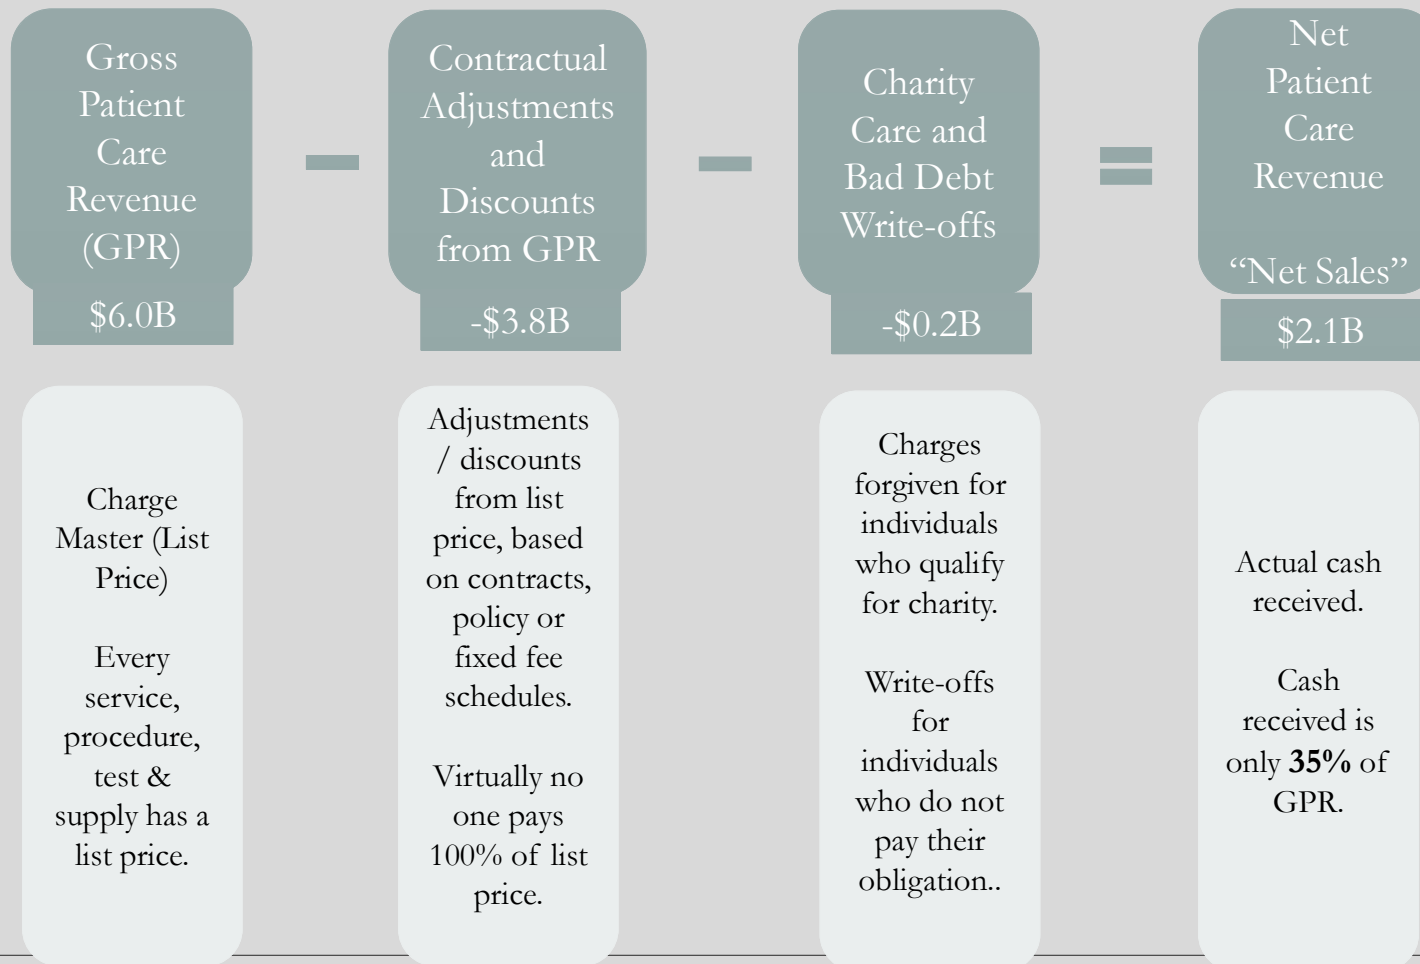 Gross
Patient
Care
Revenue
(GPR)
$6.0B
Contractual
Adjustments
and
Discounts
from GPR
-$3.8B
Charity
Care and
Bad Debt
Write-offs
-$0.2B
Net
Patient
Care
Revenue
“Net Sales”
$2.1B
Charge
Master (List
Price)
Every
service,
procedure,
test &
supply has a
list price.
Adjustments
/ discounts
from list
price, based
on contracts,
policy or
fixed fee
schedules.
Virtually no
one pays
100% of list
price.
Charges
forgiven for
individuals
who qualify
for charity.
Write-offs
for
individuals
who do not
pay their
obligation..
Actual cash
received.
Cash
received is
only 35% of
GPR.